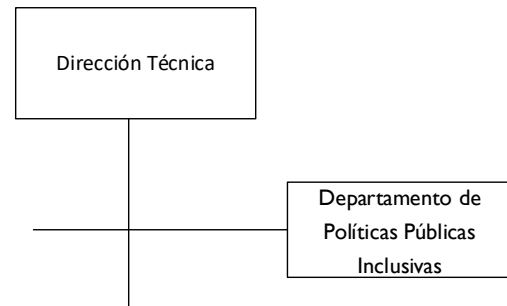 Dirección Técnica
Departamento de
Políticas Públicas
Inclusivas